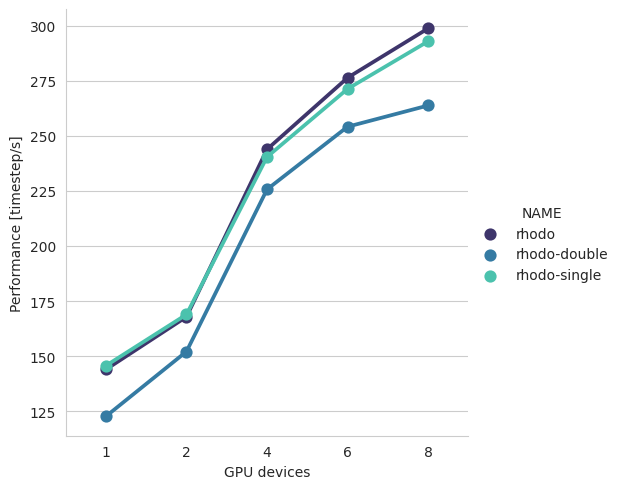 300
275
250
225
200
175
150
125
Performance [timestep/s]
1 2 4 6 8
GPU devices
NAME
rhodo
rhodo-double
rhodo-single